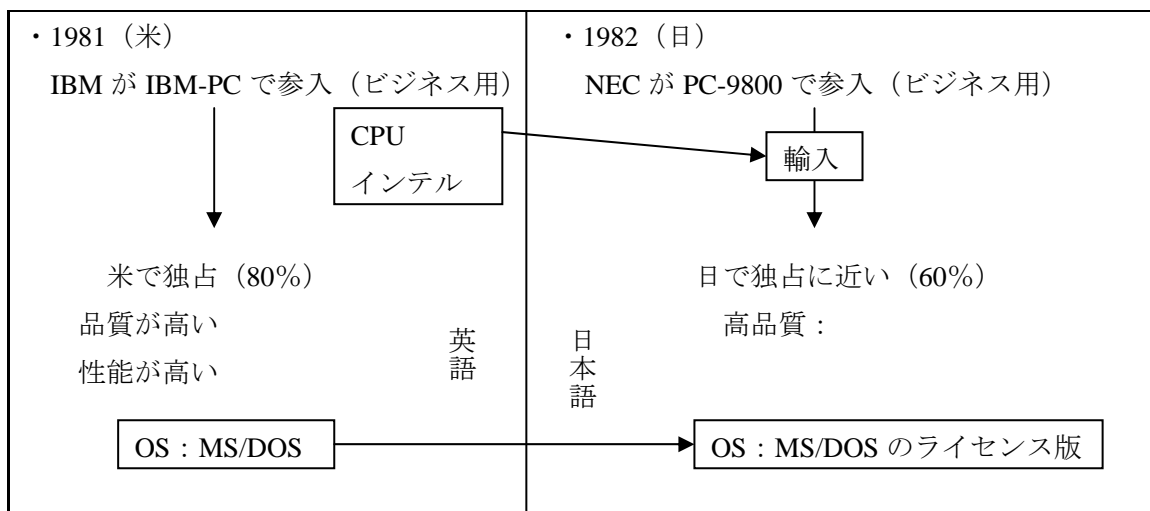 ・1981（米）
IBM が IBM-PC で参入（ビジネス用）
CPU
インテル
米で独占（80％）
品質が高い
性能が高い
英語
OS：MS/DOS
・1982（日）
NEC が PC-9800 で参入（ビジネス用）
輸入
日で独占に近い（60％）
高品質：
日本語
OS：MS/DOS のライセンス版